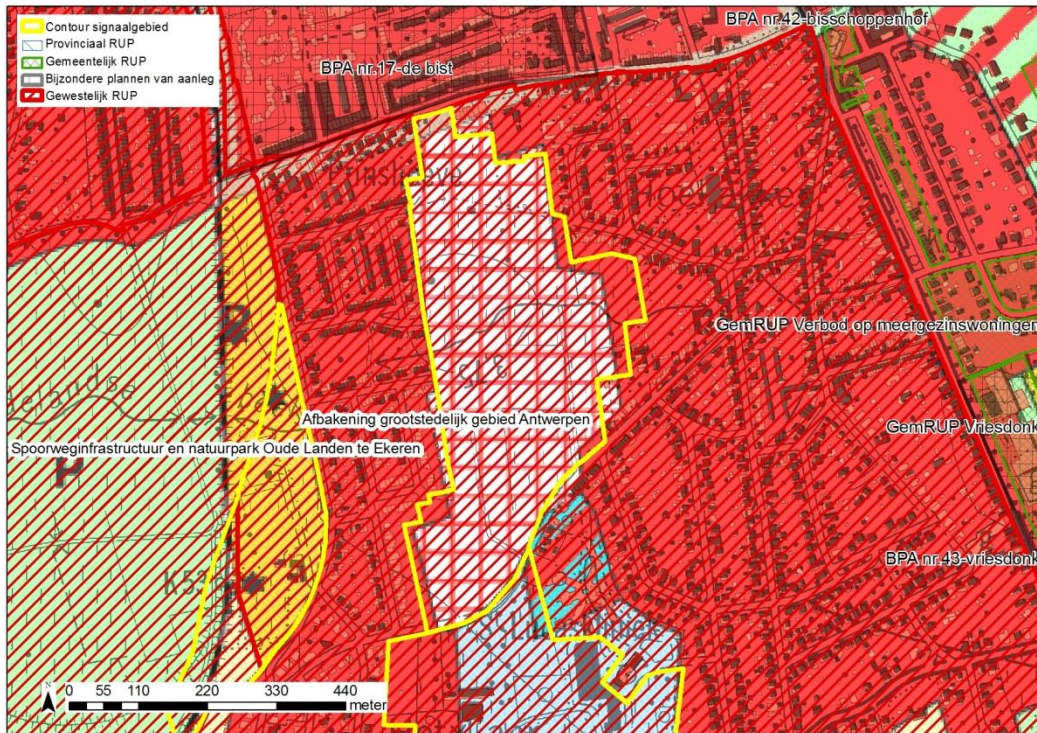 Contour signaalgebied
Provinciaal RUP
Gemeentelijk RUP
Bijzondere plannen van aanleg
Gewestelijk RUP
BPA nr.42-bisschoppenhof
BPA nr.17-de bist
GemRUP Verbod op meergezinswoningen
Afbakening grootstedelijk gebied Antwerpen
GemRUP Vriesdonk
Spoorweginfrastructuur en natuurpark Oude Landen te Ekeren
P
BPA nr.43-vriesdonk
N
0 55 110 220 330 440
meter